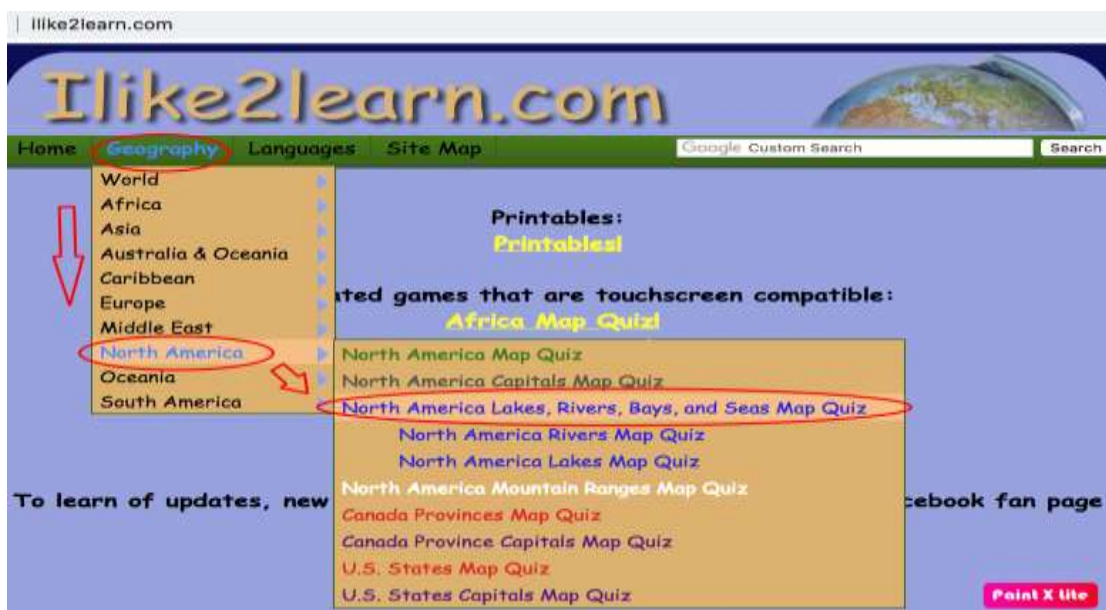 ilike2learn.com
Ilike2learn.com
Home Geography Languages Site Map Google Custom Search Search
World
Africa
Asia
Australia & Oceania
Caribbean
Europe
Middle East
North America
Oceania
South America
Printables:
Printables!
ted games that are touchscreen compatible:
Africa Map Quiz!
North America Map Quiz
North America Capitals Map Quiz
North America Lakes, Rivers, Bays, and Seas Map Quiz
North America Rivers Map Quiz
North America Lakes Map Quiz
North America Mountain Ranges Map Quiz
Canada Provinces Map Quiz
Canada Province Capitals Map Quiz
U.S. States Map Quiz
U.S. States Capitals Map Quiz
To learn of updates, new cebook fan page
Paint X lite